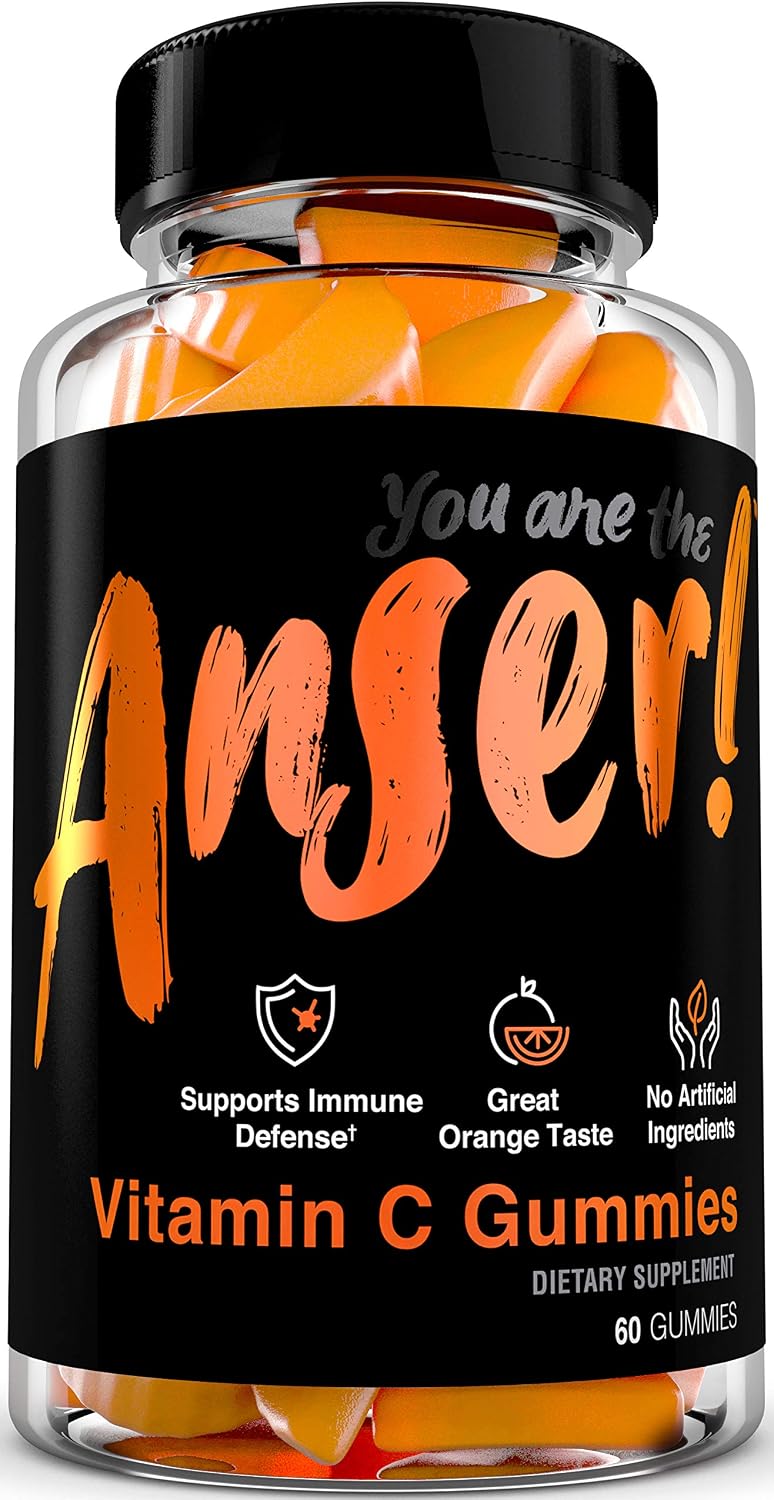 You are the
Anser!
Supports Immune
Defense†
Great
Orange Taste
No Artificial
Ingredients
Vitamin C Gummies
DIETARY SUPPLEMENT
60 GUMMIES